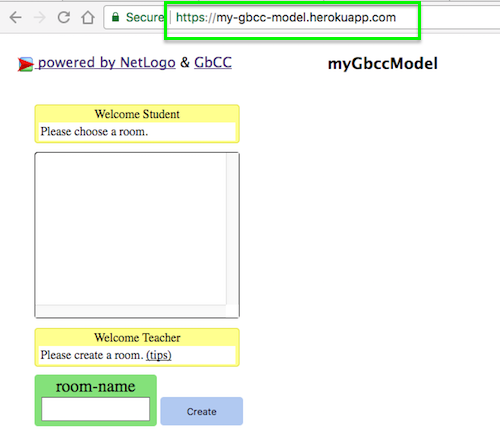 Secure | https://my-gbcc-model.herokuapp.com
powered by NetLogo & GbCC
myGbccModel
Welcome Student
Please choose a room.
Welcome Teacher
Please create a room. (tips)
room-name
Create